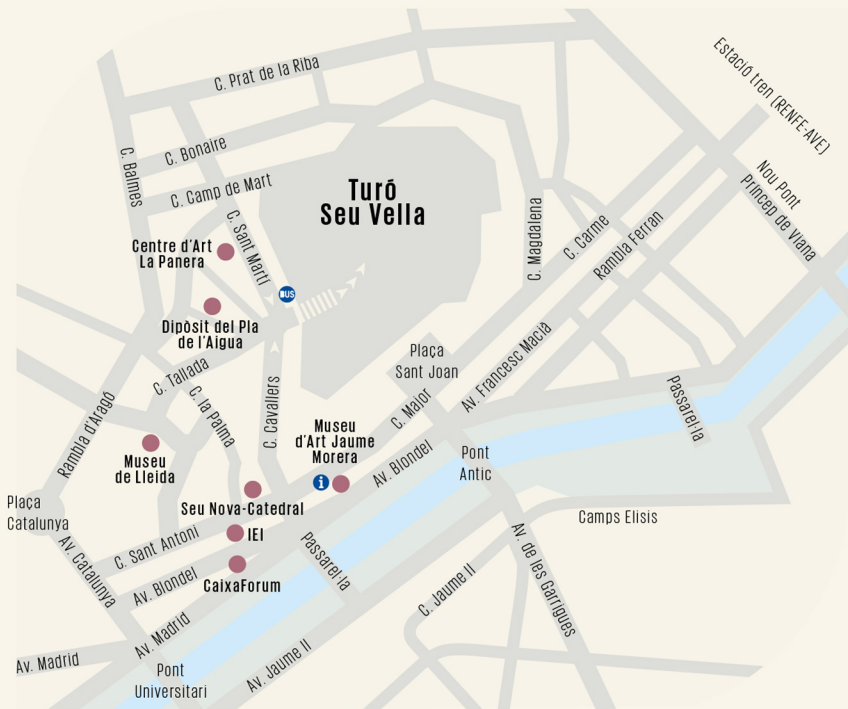 C. Prat de la Riba
Estació tren (RENFE-AVE)
C. Balmes
C. Bonaire
C. Camp de Mart
Turó
Seu Vella
Nou Pont
Príncep de Viana
C. Magdalena
C. Carme
Rambla Ferran
C. Sant Martí
Centre d'Art
La Panera
BUS
Dipòsit del Pla
de l'Aigua
Plaça
Sant Joan
Av. Francesc Macià
C. Tallada
C. la Palma
C. Cavallers
C. Major
Passarel·la
Rambla d'Aragó
Museu
d'Art Jaume
Morera
i
Av. Blondel
Pont
Antic
Museu
de Lleida
Plaça
Catalunya
Seu Nova-Catedral
IEI
Camps Elisis
C. Sant Antoni
Av. Catalunya
Av. Blondel
CaixaForum
Passarel·la
Av. de les Garrigues
C. Jaume II
Av. Madrid
Av. Madrid
Av. Jaume II
Pont
Universitari